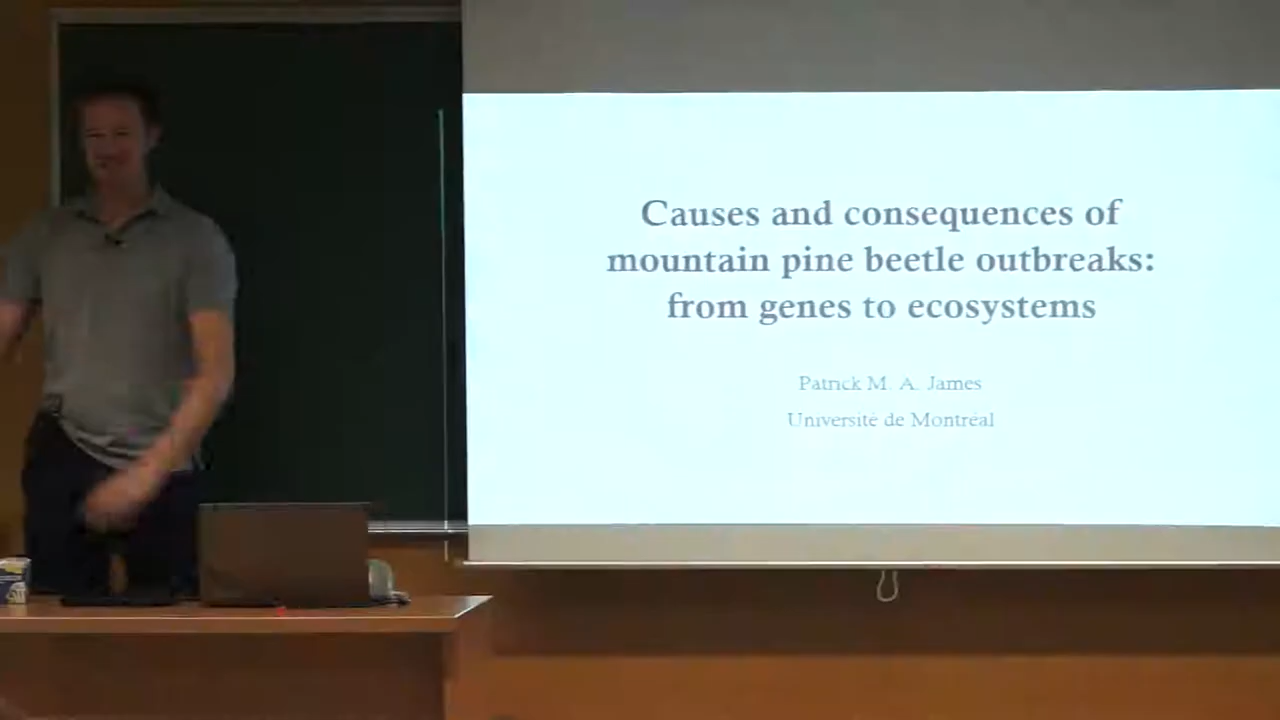 Causes and consequences of
mountain pine beetle outbreaks:
from genes to ecosystems
Patrick M. A. James
Université de Montréal